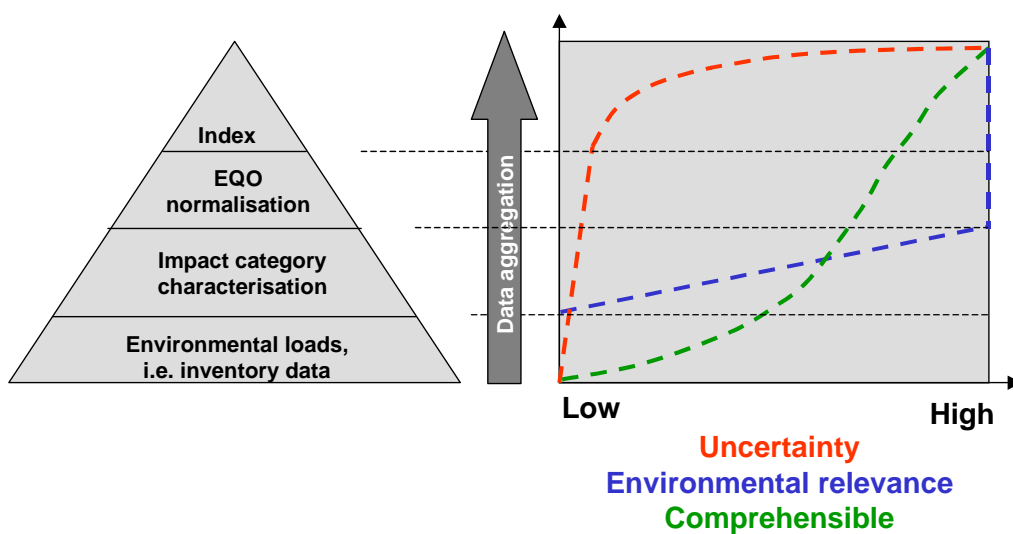 Index
EQO
normalisation
Impact category
characterisation
Environmental loads,
i.e. inventory data
Data aggregation
Low
High
Uncertainty
Environmental relevance
Comprehensible